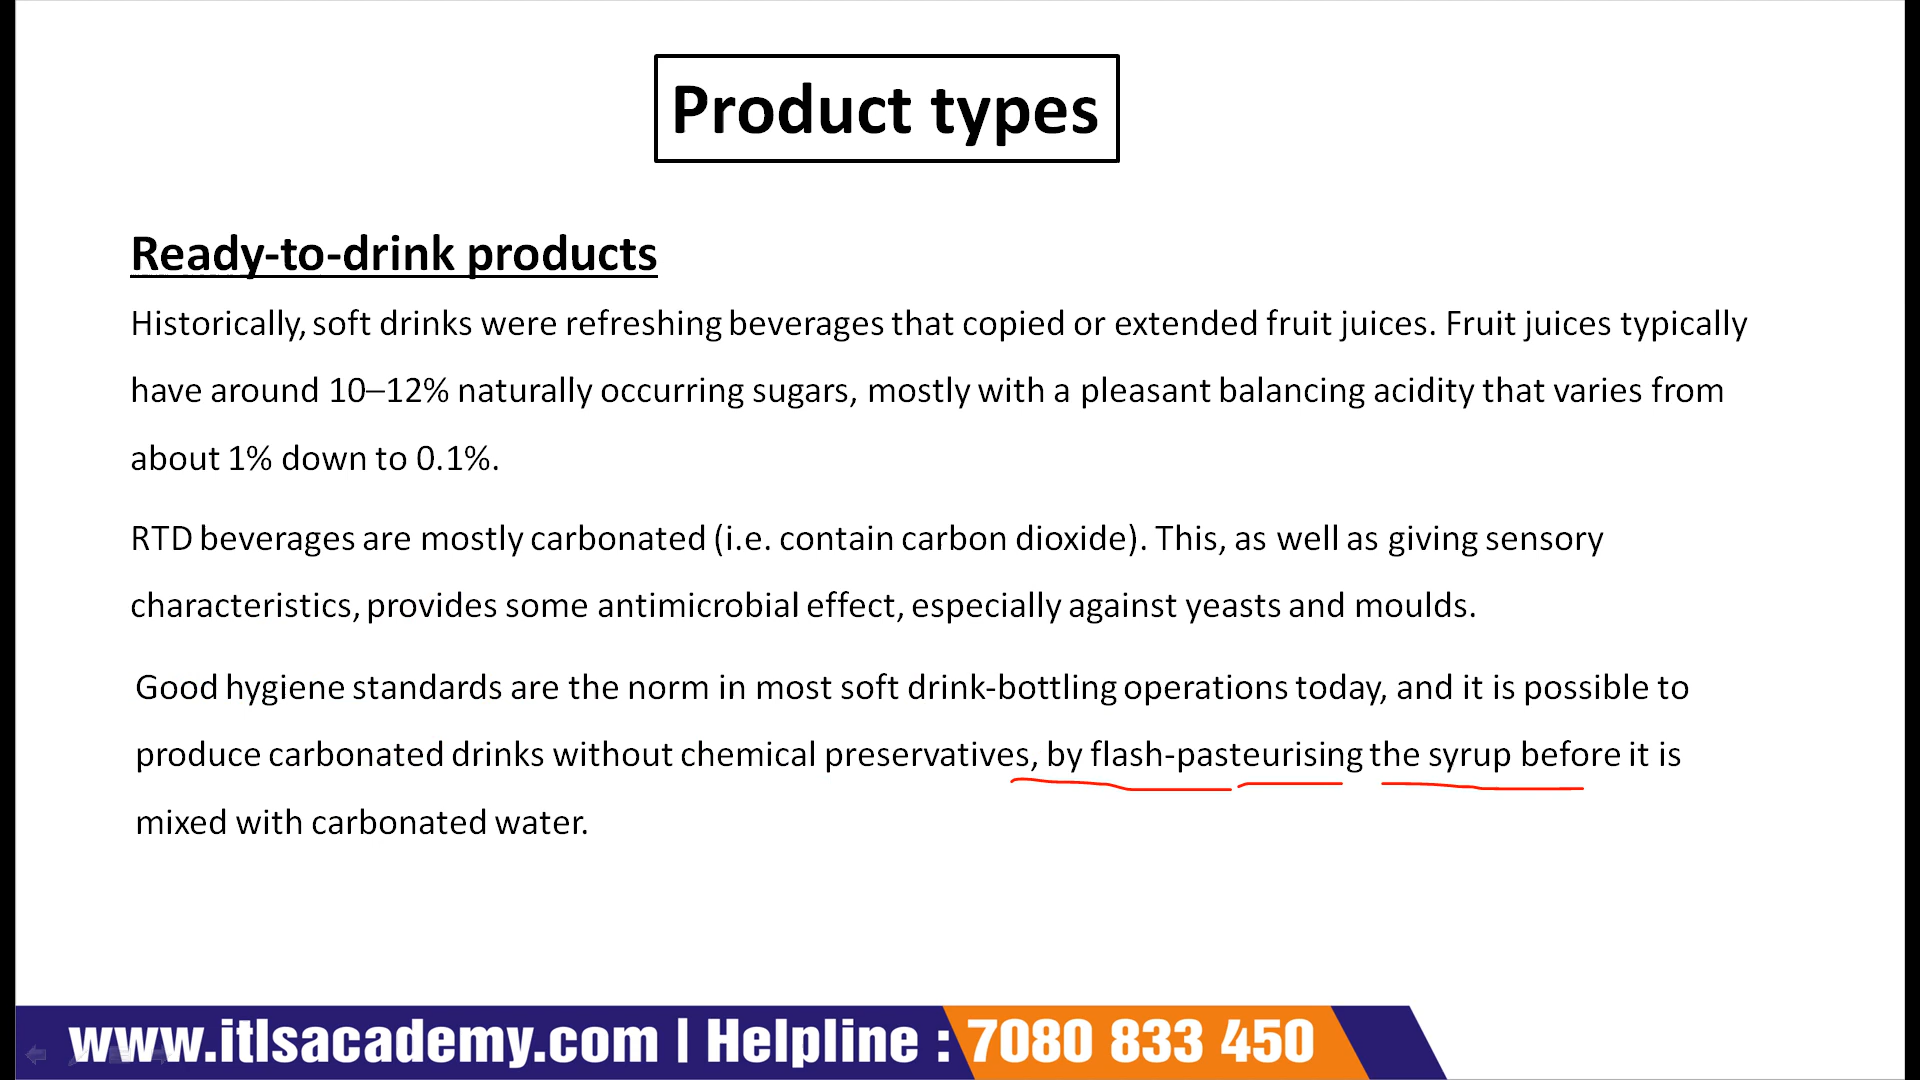 Product types
Ready-to-drink products
Historically, soft drinks were refreshing beverages that copied or extended fruit juices. Fruit juices typically
have around 10–12% naturally occurring sugars, mostly with a pleasant balancing acidity that varies from
about 1% down to 0.1%.
RTD beverages are mostly carbonated (i.e. contain carbon dioxide). This, as well as giving sensory
characteristics, provides some antimicrobial effect, especially against yeasts and moulds.
Good hygiene standards are the norm in most soft drink-bottling operations today, and it is possible to
produce carbonated drinks without chemical preservatives, by flash-pasteurising the syrup before it is
mixed with carbonated water.
www.itlsacademy.com | Helpline : 7080 833 450